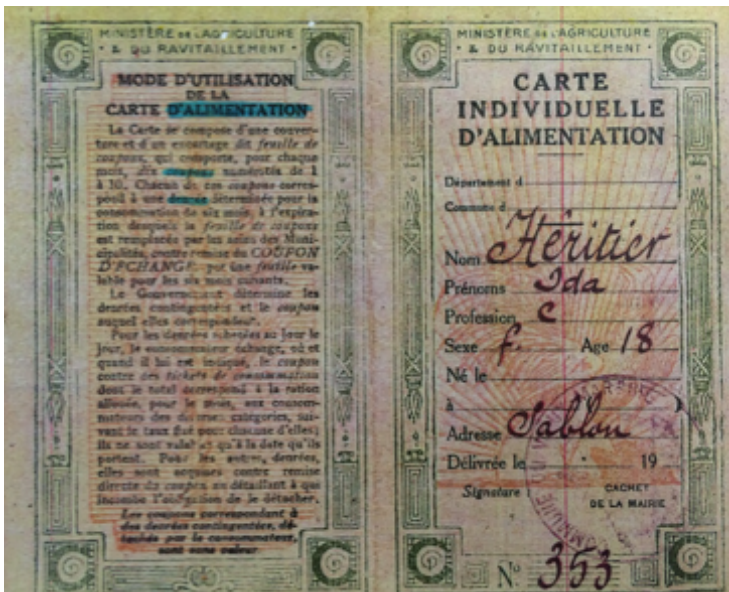 MINISTÈRE DE L'AGRICULTURE
& DU RAVITAILLEMENT
MODE D'UTILISATION
DE LA
CARTE D'ALIMENTATION
La Carte se compose d'une couver-
ture et d'un encartage dit feuille de
coupons, qui comporte, pour chaque
mois, dix coupons numérotés de 1
à 10. Chacun de ces coupons corres-
pond à une denrée déterminée pour la
consommation de six mois, à l'expira-
tion desquels la feuille de coupons
est remplacée par les soins des Muni-
cipalités, contre remise du COUPON
D'ÉCHANGE, par une feuille va-
lable pour les six mois suivants.
Le Gouvernement détermine les
denrées contingentées et le coupon
auquel elles correspondent.
Pour les denrées achetées au jour le
jour, le consommateur échange, où et
quand il lui est indiqué, le coupon
contre des tickets de consommation
dont le total correspond à la ration
allouée, pour le mois, aux consom-
mateurs des diverses catégories, sui-
vant le taux fixé pour chacune d'elles;
ils ne sont valables qu'à la date qu'ils
portent. Pour les autres, denrées,
elles sont acquises contre remise
directe du coupon au détaillant à qui
incombe l'obligation de le détacher.
Les coupons correspondant à
des denrées contingentées, dé-
tachés par le consommateur,
sont sans valeur
MINISTÈRE DE L'AGRICULTURE
& DU RAVITAILLEMENT
CARTE
INDIVIDUELLE
D'ALIMENTATION
Département d
Commune d
Nom Héritier
Prénoms Ida
Profession C
Sexe f. Age 18
Né le
à
Adresse Sablon
Délivrée le 19
Signature : CACHET
DE LA MAIRIE
N° 353